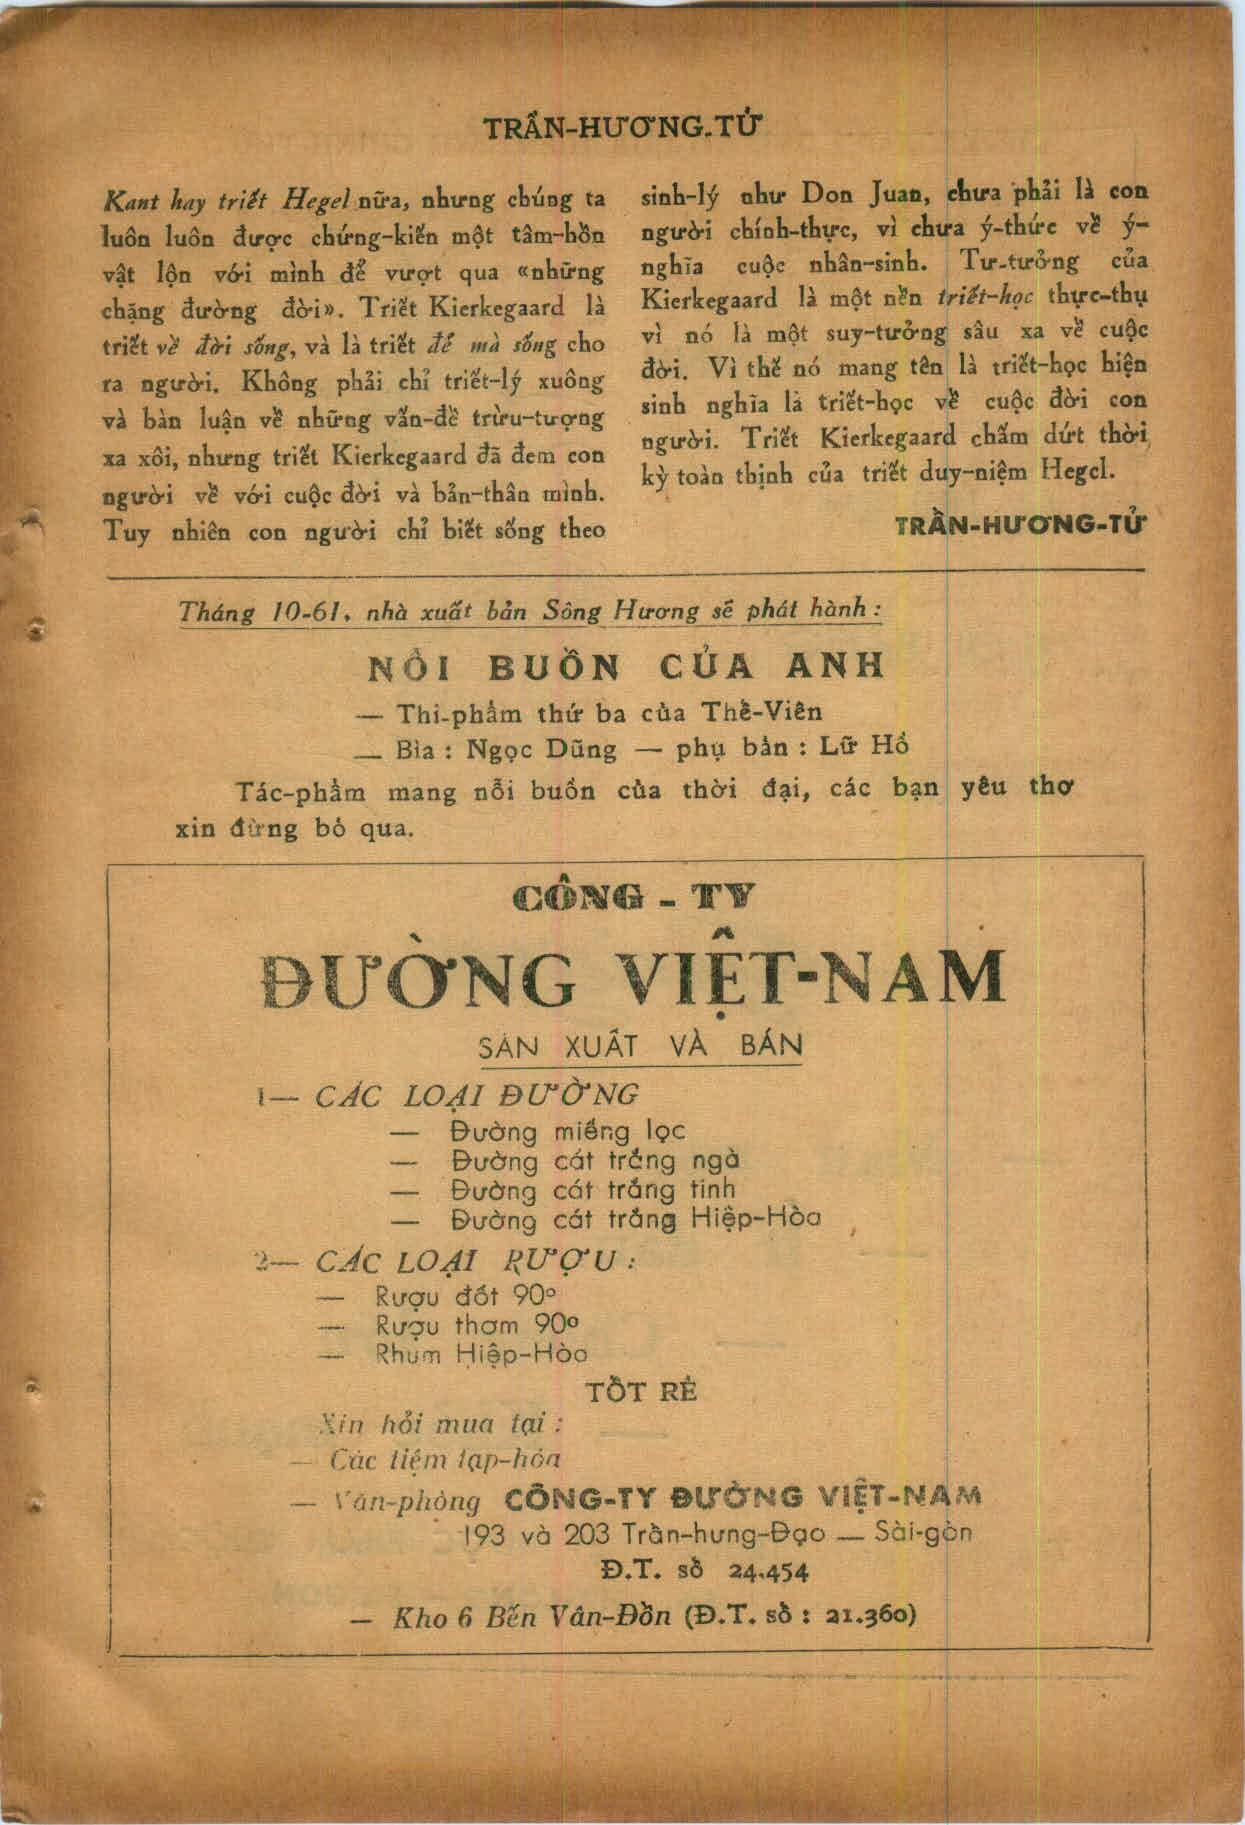 TRẦN-HƯƠNG-TỬ
Kant hay triết Hegel nữa, nhưng chúng ta
luôn luôn được chứng-kiến một tâm-hồn
vật lộn với mình để vượt qua «những
chặng đường đời». Triết Kierkegaard là
triết về đời sống, và là triết để mà sống cho
ra người. Không phải chỉ triết-lý xuông
và bàn luận về những vấn-đề trừu-tượng
xa xôi, nhưng triết Kierkegaard đã đem con
người về với cuộc đời và bản-thân mình.
Tuy nhiên con người chỉ biết sống theo
sinh-lý như Don Juan, chưa phải là con
người chính-thực, vì chưa ý-thức về ý-
nghĩa cuộc nhân-sinh. Tư-tưởng của
Kierkegaard là một nền triết-học thực-thụ
vì nó là một suy-tưởng sâu xa về cuộc
đời. Vì thế nó mang tên là triết-học hiện
sinh nghĩa là triết-học về cuộc đời con
người. Triết Kierkegaard chấm dứt thời
kỳ toàn thịnh của triết duy-niệm Hegel.
TRẦN-HƯƠNG-TỬ
Tháng 10-61, nhà xuất bản Sông Hương sẽ phát hành :
NỖI BUỒN CỦA ANH
— Thi-phẩm thứ ba của Thế-Viên
— Bìa : Ngọc Dũng — phụ bản : Lữ Hồ
Tác-phẩm mang nỗi buồn của thời đại, các bạn yêu thơ
xin đừng bỏ qua.
CÔNG - TY
ĐƯỜNG VIỆT-NAM
SẢN XUẤT VÀ BÁN
1— CÁC LOẠI ĐƯỜNG
— Đường miếng lọc
— Đường cát trắng ngà
— Đường cát trắng tinh
— Đường cát trắng Hiệp-Hòa
2— CÁC LOẠI RƯỢU :
— Rượu đốt 90°
— Rượu thơm 90°
— Rhum Hiệp-Hòa
TỐT RẺ
Xin hỏi mua tại :
— Các tiệm tạp-hóa
— Văn-phòng CÔNG-TY ĐƯỜNG VIỆT-NAM
193 và 203 Trần-hưng-Đạo — Sài-gòn
Đ.T. số 24.454
— Kho 6 Bến Vân-Đồn (Đ.T. số : 21.360)